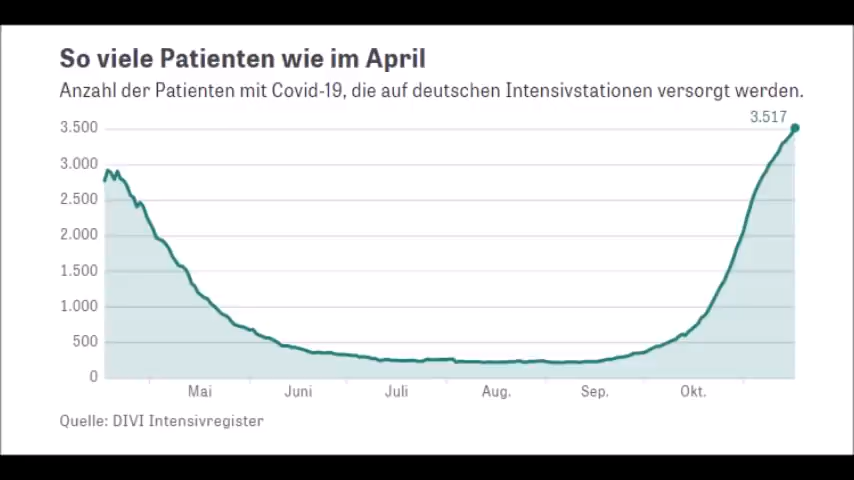 So viele Patienten wie im April
Anzahl der Patienten mit Covid-19, die auf deutschen Intensivstationen versorgt werden.
3.517
3.500
3.000
2.500
2.000
1.500
1.000
500
0
Mai Juni Juli Aug. Sep. Okt.
Quelle: DIVI Intensivregister